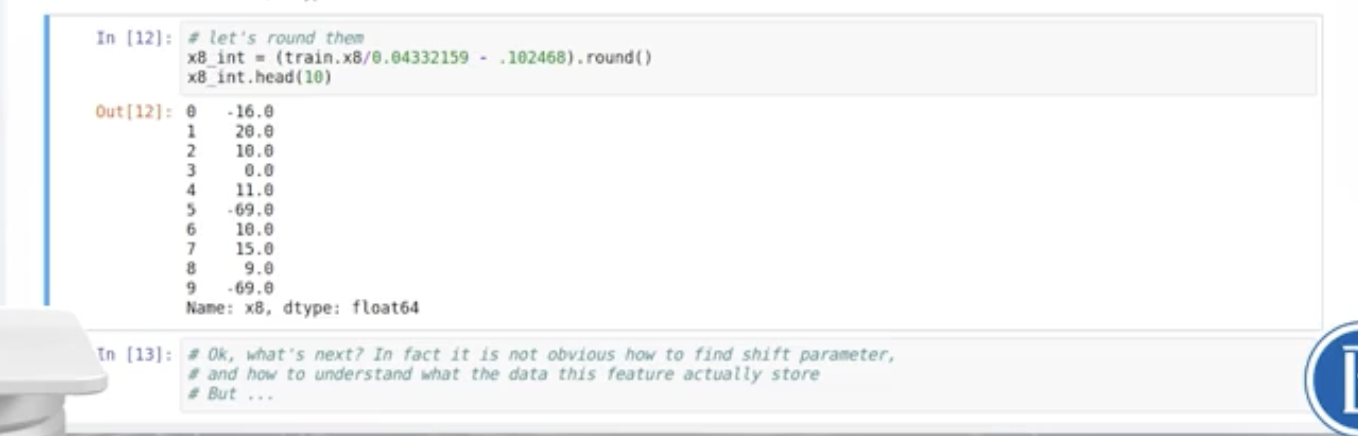 In [12]: # let's round them
x8_int = (train.x8/0.04332159 - .102468).round()
x8_int.head(10)
Out[12]: 0 -16.0
1 20.0
2 10.0
3 0.0
4 11.0
5 -69.0
6 10.0
7 15.0
8 9.0
9 -69.0
Name: x8, dtype: float64
In [13]: # Ok, what's next? In fact it is not obvious how to find shift parameter,
# and how to understand what the data this feature actually store
# But ...